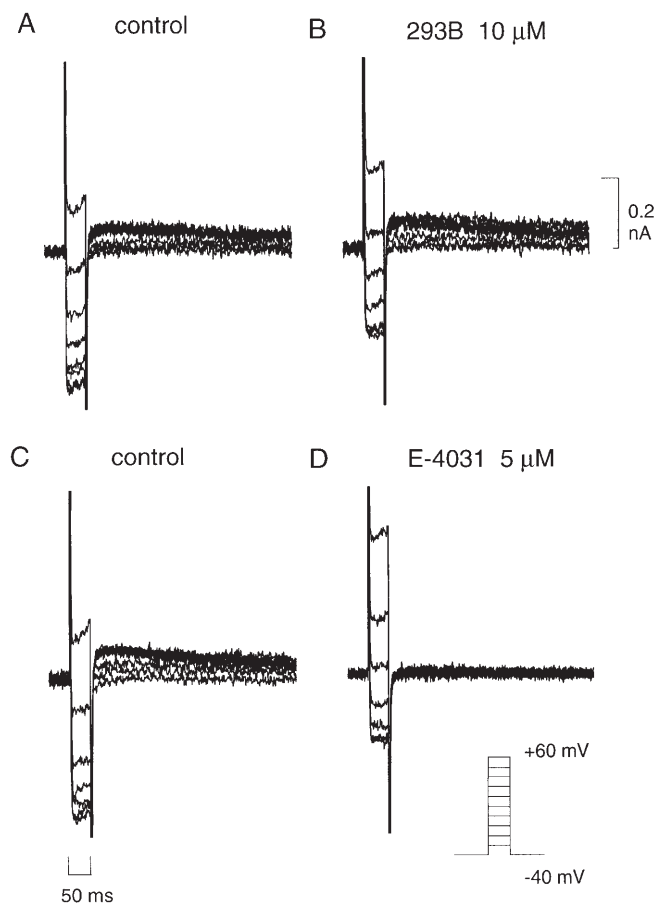 A control
B 293B 10 μM
0.2
nA
C control
D E-4031 5 μM
+60 mV
-40 mV
50 ms